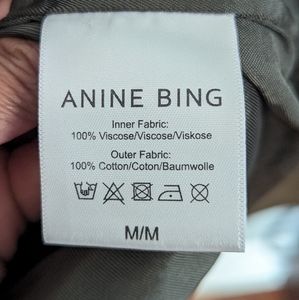 ANINE BING
Inner Fabric:
100% Viscose/Viscose/Viskose
Outer Fabric:
100% Cotton/Coton/Baumwolle
M/M